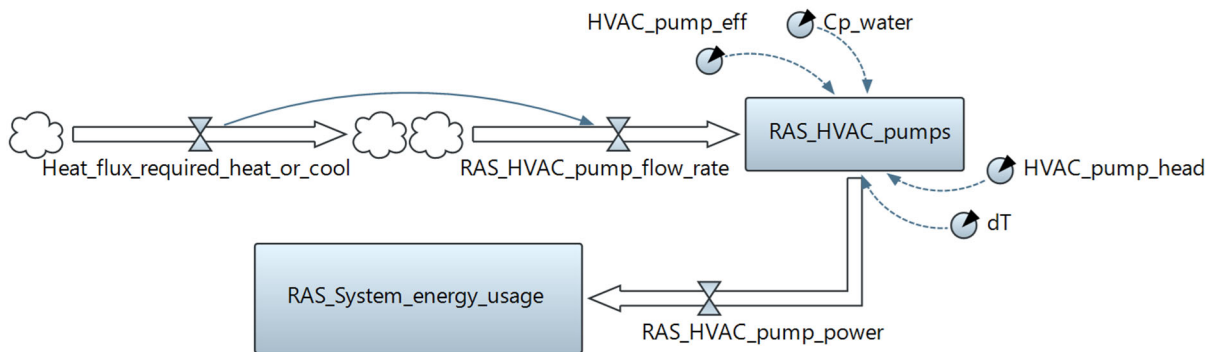 HVAC_pump_eff
Cp_water
RAS_HVAC_pumps
Heat_flux_required_heat_or_cool
RAS_HVAC_pump_flow_rate
HVAC_pump_head
dT
RAS_System_energy_usage
RAS_HVAC_pump_power